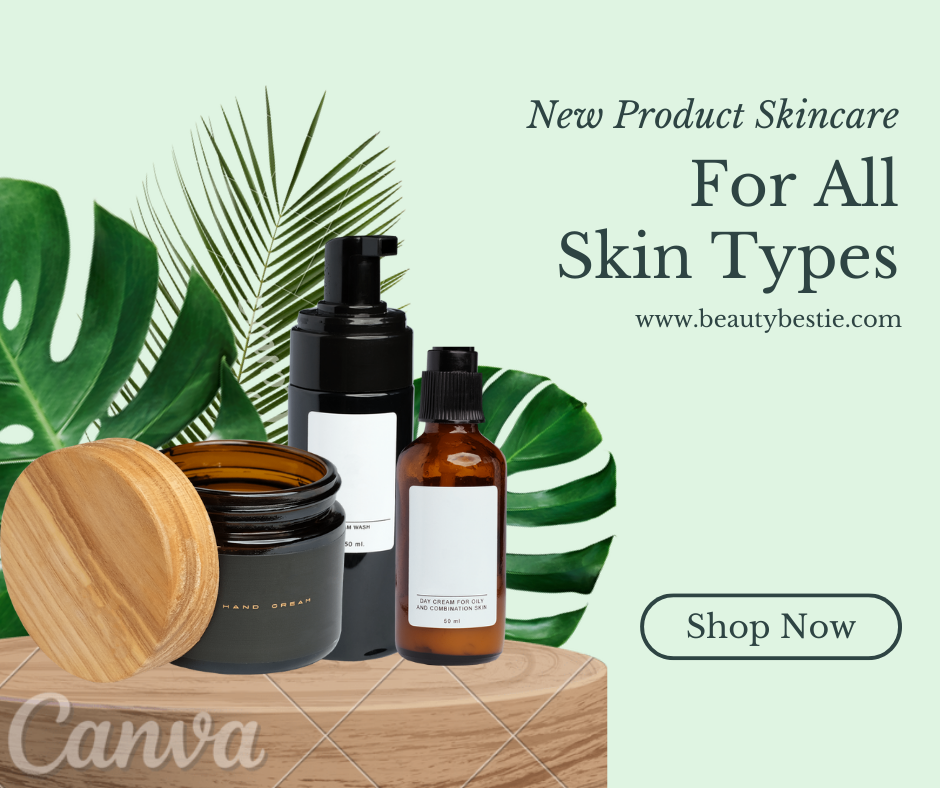 New Product Skincare
For All
Skin Types
www.beautybestie.com
WASH
50 ml.
HAND CREAM
DAY CREAM FOR OILY
AND COMBINATION SKIN
50 ml
Shop Now
Canva